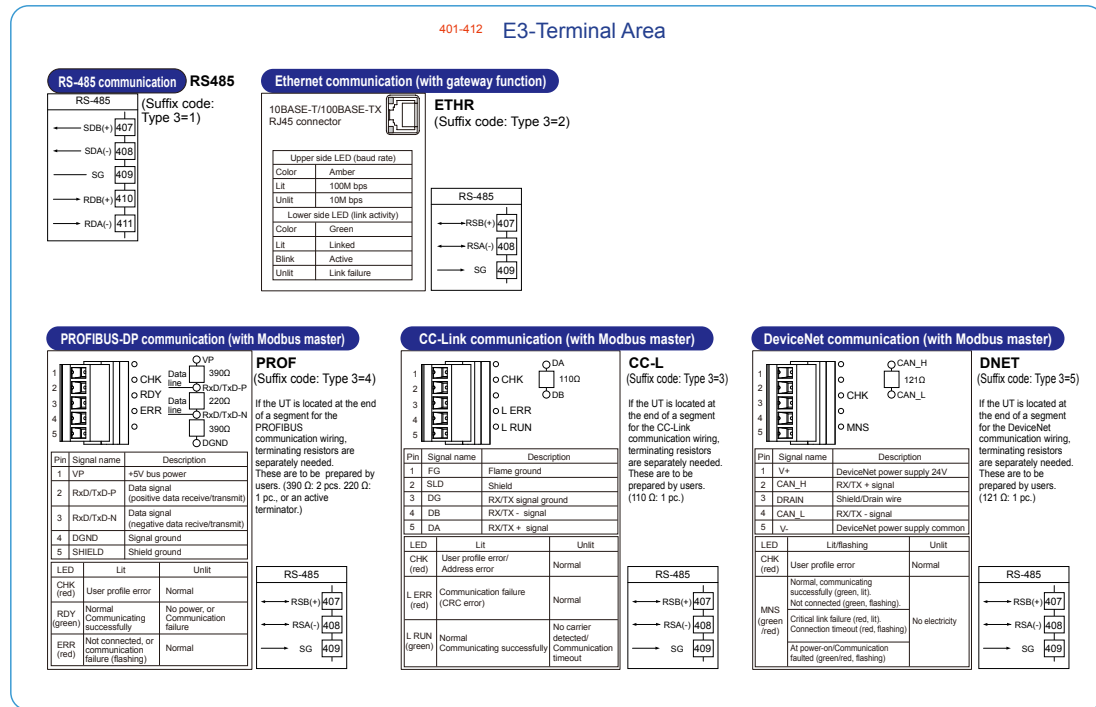 401-412 E3-Terminal Area
RS-485 communication RS485
RS-485
(Suffix code:
Type 3=1)
SDB(+) 407
SDA(-) 408
SG 409
RDB(+) 410
RDA(-) 411
Ethernet communication (with gateway function)
10BASE-T/100BASE-TX
RJ45 connector
ETHR
(Suffix code: Type 3=2)
Upper side LED (baud rate)
Color Amber
Lit 100M bps
Unlit 10M bps
Lower side LED (link activity)
Color Green
Lit Linked
Blink Active
Unlit Link failure
RS-485
RSB(+) 407
RSA(-) 408
SG 409
PROFIBUS-DP communication (with Modbus master)
1
2
3
4
5
CHK
RDY
ERR
VP
390Ω
Data line
RxD/TxD-P
220Ω
Data line
RxD/TxD-N
390Ω
DGND
PROF
(Suffix code: Type 3=4)
If the UT is located at the end
of a segment for the
PROFIBUS
communication wiring,
terminating resistors are
separately needed.
These are to be prepared by
users. (390 Ω: 2 pcs. 220 Ω:
1 pc., or an active
terminator.)
Pin Signal name Description
1 VP +5V bus power
2 RxD/TxD-P Data signal
(positive data receive/transmit)
3 RxD/TxD-N Data signal
(negative data recive/transmit)
4 DGND Signal ground
5 SHIELD Shield ground
LED Lit Unlit
CHK (red) User profile error Normal
RDY (green) Normal Communicating successfully No power, or Communication failure
ERR (red) Not connected, or communication failure (flashing) Normal
RS-485
RSB(+) 407
RSA(-) 408
SG 409
CC-Link communication (with Modbus master)
1
2
3
4
5
CHK
L ERR
L RUN
DA
110Ω
DB
CC-L
(Suffix code: Type 3=3)
If the UT is located at
the end of a segment
for the CC-Link
communication wiring,
terminating resistors
are separately needed.
These are to be
prepared by users.
(110 Ω: 1 pc.)
Pin Signal name Description
1 FG Flame ground
2 SLD Shield
3 DG RX/TX signal ground
4 DB RX/TX - signal
5 DA RX/TX + signal
LED Lit Unlit
CHK (red) User profile error/ Address error Normal
L ERR (red) Communication failure (CRC error) Normal
L RUN (green) Normal Communicating successfully No carrier detected/ Communication timeout
RS-485
RSB(+) 407
RSA(-) 408
SG 409
DeviceNet communication (with Modbus master)
1
2
3
4
5
CHK
MNS
CAN_H
121Ω
CAN_L
DNET
(Suffix code: Type 3=5)
If the UT is located at
the end of a segment
for the DeviceNet
communication wiring,
terminating resistors
are separately needed.
These are to be
prepared by users.
(121 Ω: 1 pc.)
Pin Signal name Description
1 V+ DeviceNet power supply 24V
2 CAN_H RX/TX + signal
3 DRAIN Shield/Drain wire
4 CAN_L RX/TX - signal
5 V- DeviceNet power supply common
LED Lit/flashing Unlit
CHK (red) User profile error Normal
MNS (green /red) Normal, communicating successfully (green, lit). Not connected (green, flashing). No electricity
Critical link failure (red, lit).
Connection timeout (red, flashing)
At power-on/Communication
faulted (green/red, flashing)
RS-485
RSB(+) 407
RSA(-) 408
SG 409